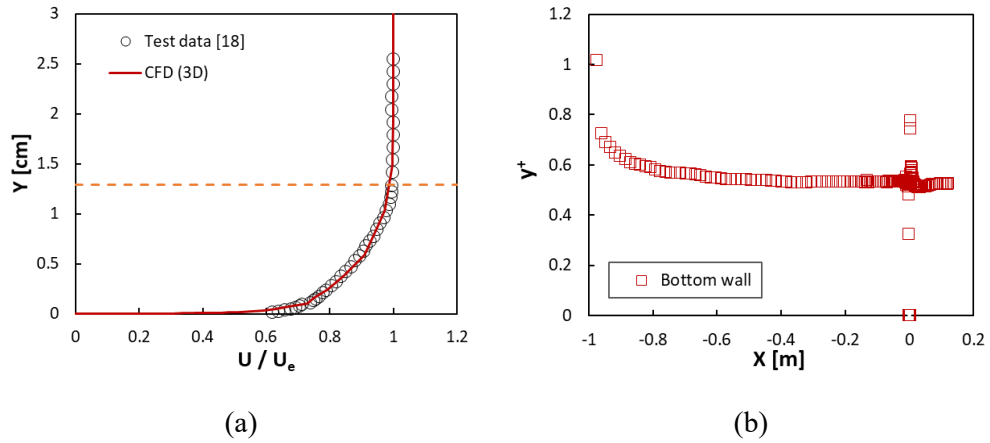 3
2.5
2
1.5
1
0.5
0
Y [cm]
Test data [18]
CFD (3D)
0 0.2 0.4 0.6 0.8 1 1.2
U / Ue
(a)
1.2
1
0.8
0.6
0.4
0.2
0
y+
Bottom wall
-1 -0.8 -0.6 -0.4 -0.2 0 0.2
X [m]
(b)